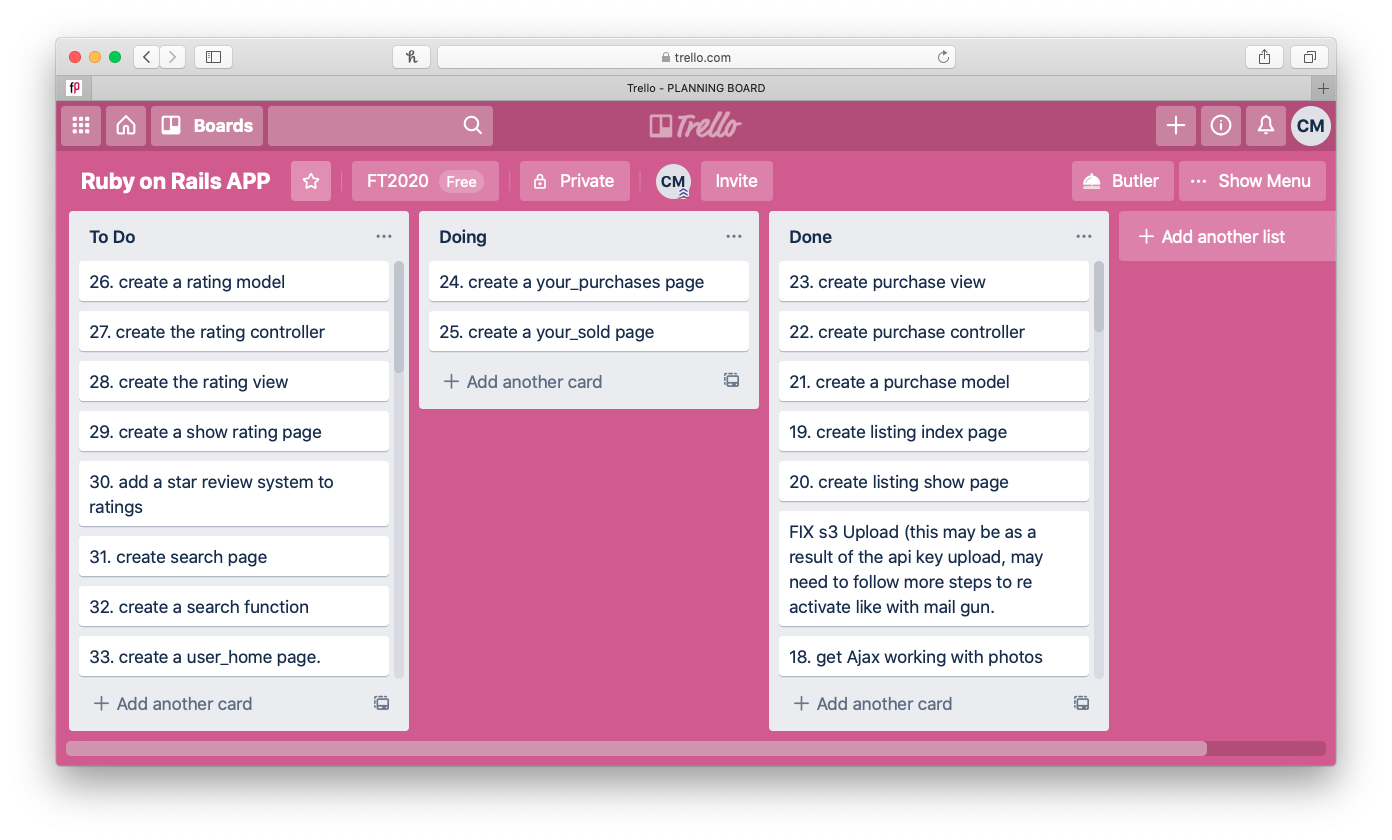 trello.com
fp
Trello - PLANNING BOARD
Boards
Trello
CM
Ruby on Rails APP
FT2020 Free
Private
CM
Invite
Butler
Show Menu
To Do
26. create a rating model
27. create the rating controller
28. create the rating view
29. create a show rating page
30. add a star review system to
ratings
31. create search page
32. create a search function
33. create a user_home page.
+ Add another card
Doing
24. create a your_purchases page
25. create a your_sold page
+ Add another card
Done
23. create purchase view
22. create purchase controller
21. create a purchase model
19. create listing index page
20. create listing show page
FIX s3 Upload (this may be as a
result of the api key upload, may
need to follow more steps to re
activate like with mail gun.
18. get Ajax working with photos
+ Add another card
+ Add another list